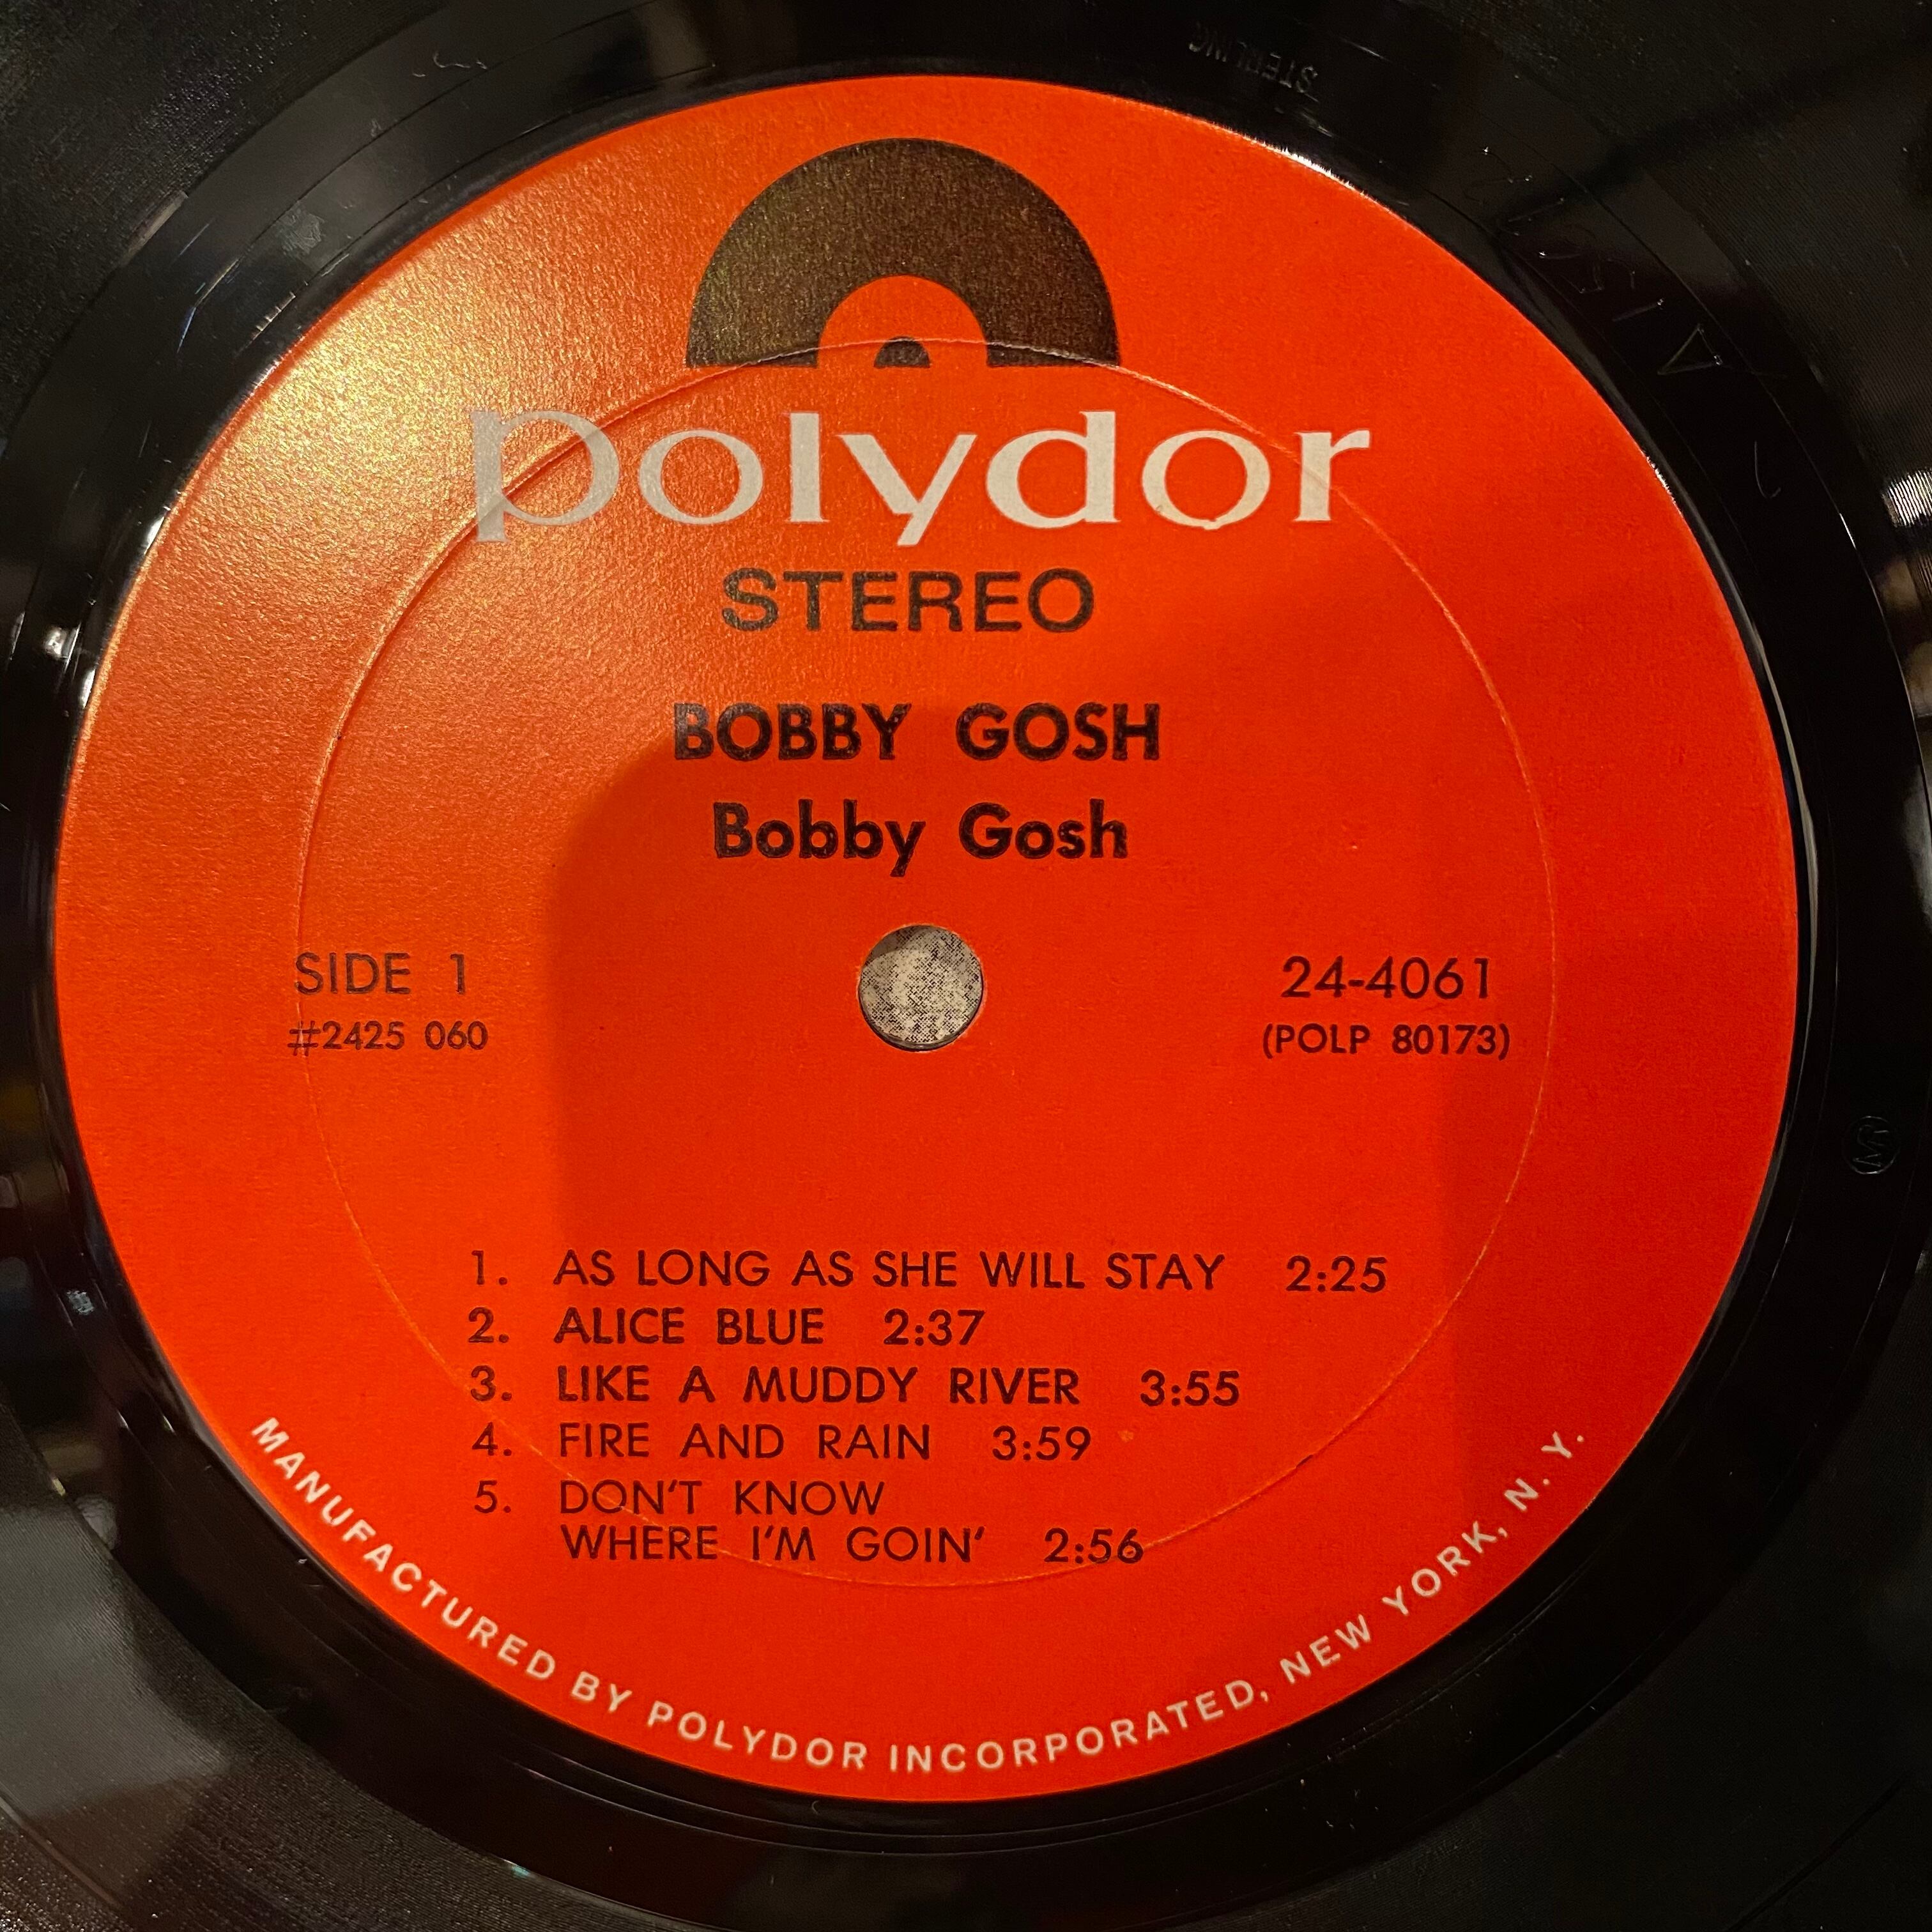 STERLING
polydor
STEREO
BOBBY GOSH
Bobby Gosh
SIDE 1
#2425 060
24-4061
(POLP 80173)
1. AS LONG AS SHE WILL STAY 2:25
2. ALICE BLUE 2:37
3. LIKE A MUDDY RIVER 3:55
4. FIRE AND RAIN 3:59
5. DON'T KNOW
WHERE I'M GOIN' 2:56
MANUFACTURED BY POLYDOR INCORPORATED, NEW YORK, N. Y.